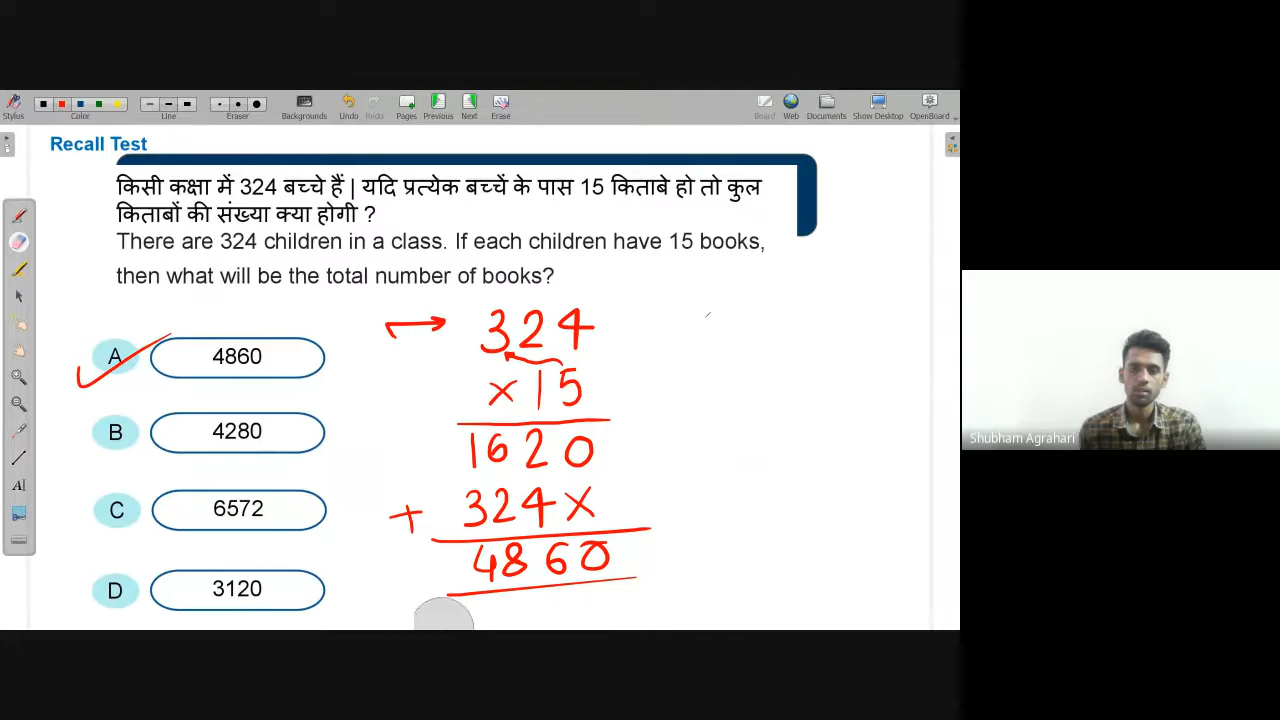 Stylus
Color
Line
Eraser
Backgrounds
Undo
Redo
Pages
Previous
Next
Erase
Board
Web
Documents
Show Desktop
OpenBoard
Recall Test
किसी कक्षा में 324 बच्चे हैं | यदि प्रत्येक बच्चें के पास 15 किताबे हो तो कुल
किताबों की संख्या क्या होगी ?
There are 324 children in a class. If each children have 15 books,
then what will be the total number of books?
A 4860
B 4280
C 6572
D 3120
324
×15
1620
+ 324×
4860
Shubham Agrahari